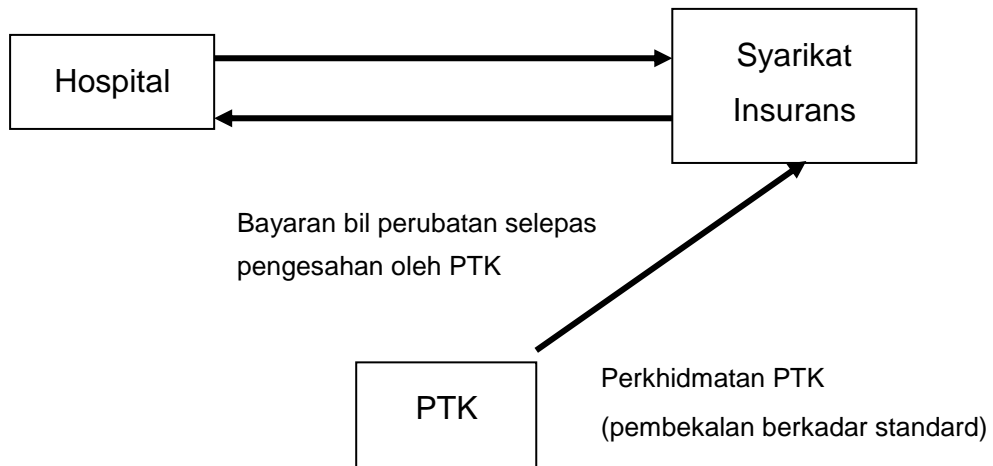 Hospital
Syarikat
Insurans
Bayaran bil perubatan selepas
pengesahan oleh PTK
PTK
Perkhidmatan PTK
(pembekalan berkadar standard)